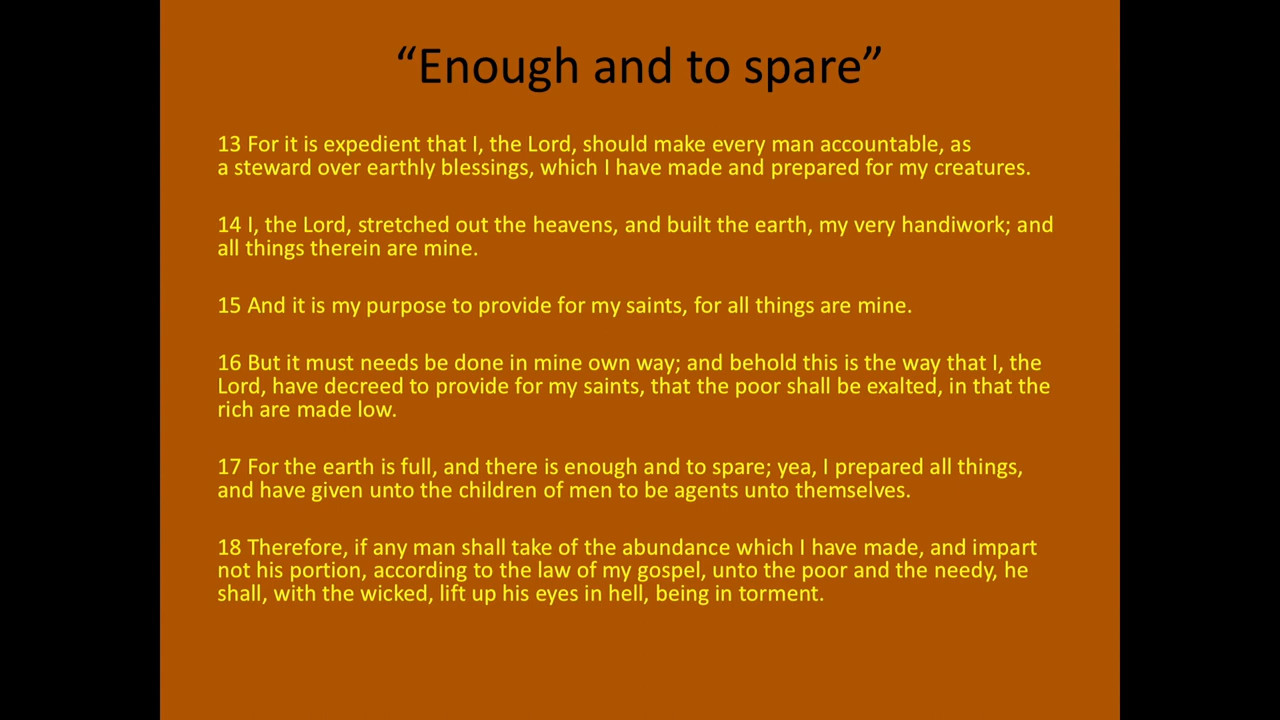 “Enough and to spare”
13 For it is expedient that I, the Lord, should make every man accountable, as
a steward over earthly blessings, which I have made and prepared for my creatures.
14 I, the Lord, stretched out the heavens, and built the earth, my very handiwork; and
all things therein are mine.
15 And it is my purpose to provide for my saints, for all things are mine.
16 But it must needs be done in mine own way; and behold this is the way that I, the
Lord, have decreed to provide for my saints, that the poor shall be exalted, in that the
rich are made low.
17 For the earth is full, and there is enough and to spare; yea, I prepared all things,
and have given unto the children of men to be agents unto themselves.
18 Therefore, if any man shall take of the abundance which I have made, and impart
not his portion, according to the law of my gospel, unto the poor and the needy, he
shall, with the wicked, lift up his eyes in hell, being in torment.